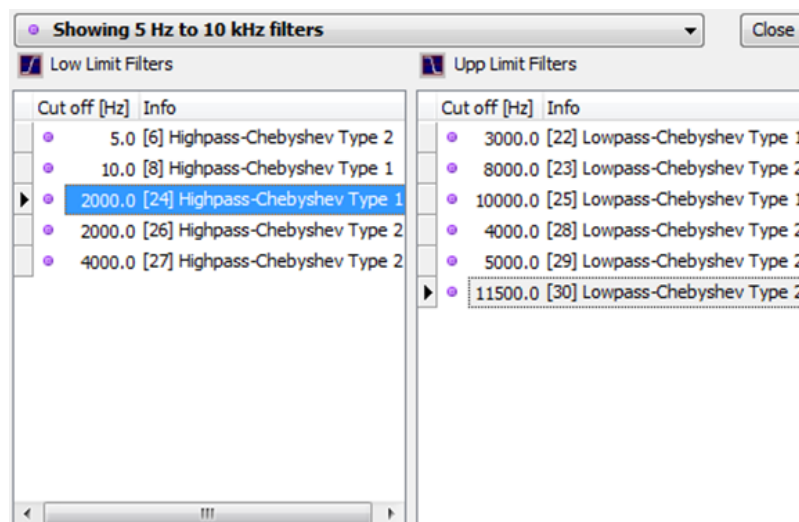 Showing 5 Hz to 10 kHz filters
Close
Low Limit Filters
Upp Limit Filters
Cut off [Hz] Info
5.0 [6] Highpass-Chebyshev Type 2
10.0 [8] Highpass-Chebyshev Type 1
2000.0 [24] Highpass-Chebyshev Type 1
2000.0 [26] Highpass-Chebyshev Type 2
4000.0 [27] Highpass-Chebyshev Type 2
Cut off [Hz] Info
3000.0 [22] Lowpass-Chebyshev Type 1
8000.0 [23] Lowpass-Chebyshev Type 2
10000.0 [25] Lowpass-Chebyshev Type 1
4000.0 [28] Lowpass-Chebyshev Type 2
5000.0 [29] Lowpass-Chebyshev Type 2
11500.0 [30] Lowpass-Chebyshev Type 2